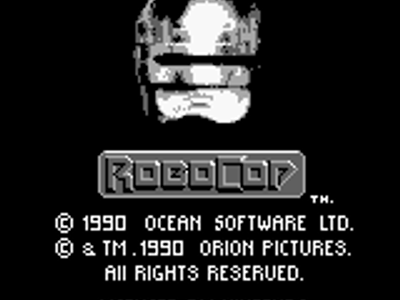 ROBOCOP
TM.
© 1990 OCEAN SOFTWARE LTD.
© & TM. 1990 ORION PICTURES.
All RIGHTS RESERVED.